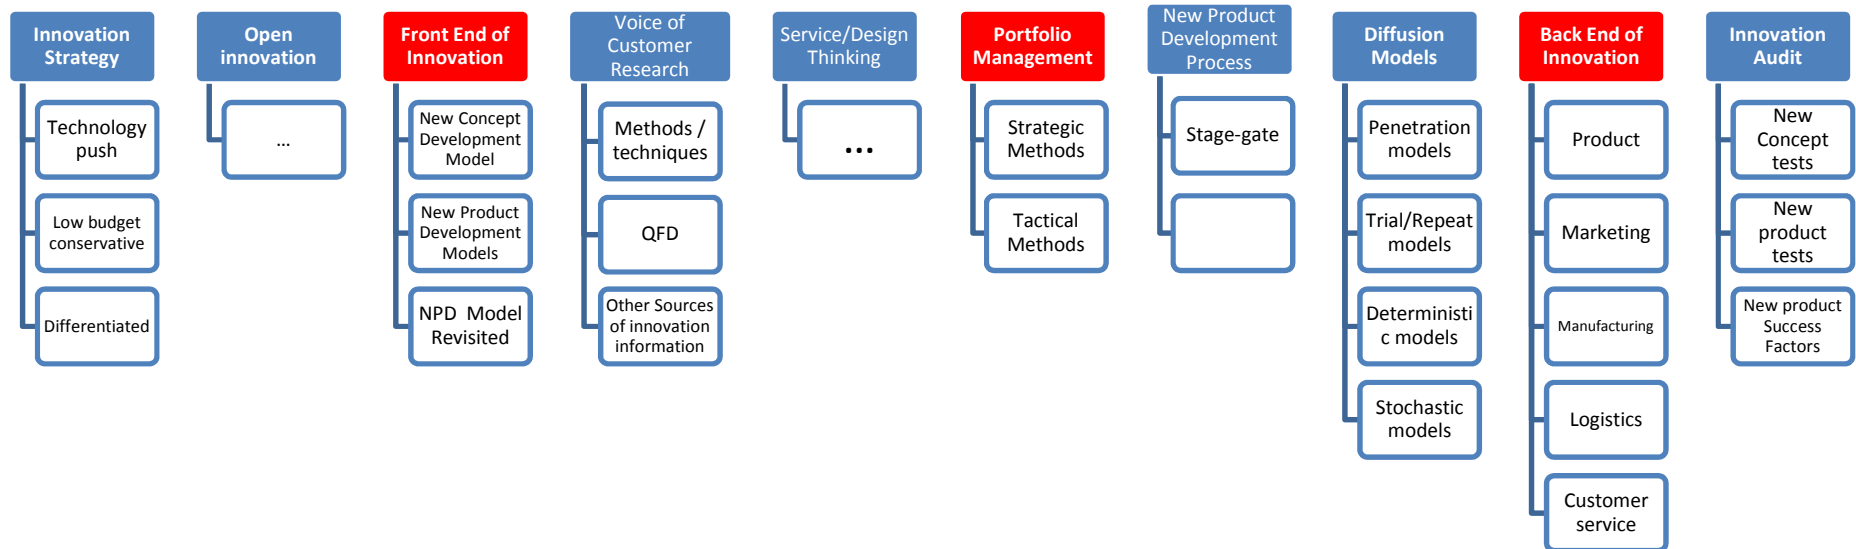 Innovation
Strategy
Technology
push
Low budget
conservative
Differentiated
Open
innovation
...
Front End of
Innovation
New Concept
Development
Model
New Product
Development
Models
NPD Model
Revisited
Voice of
Customer
Research
Methods /
techniques
QFD
Other Sources
of innovation
information
Service/Design
Thinking
...
Portfolio
Management
Strategic
Methods
Tactical
Methods
New Product
Development
Process
Stage-gate
Diffusion
Models
Penetration
models
Trial/Repeat
models
Deterministi
c models
Stochastic
models
Back End of
Innovation
Product
Marketing
Manufacturing
Logistics
Customer
service
Innovation
Audit
New
Concept
tests
New
product
tests
New product
Success
Factors